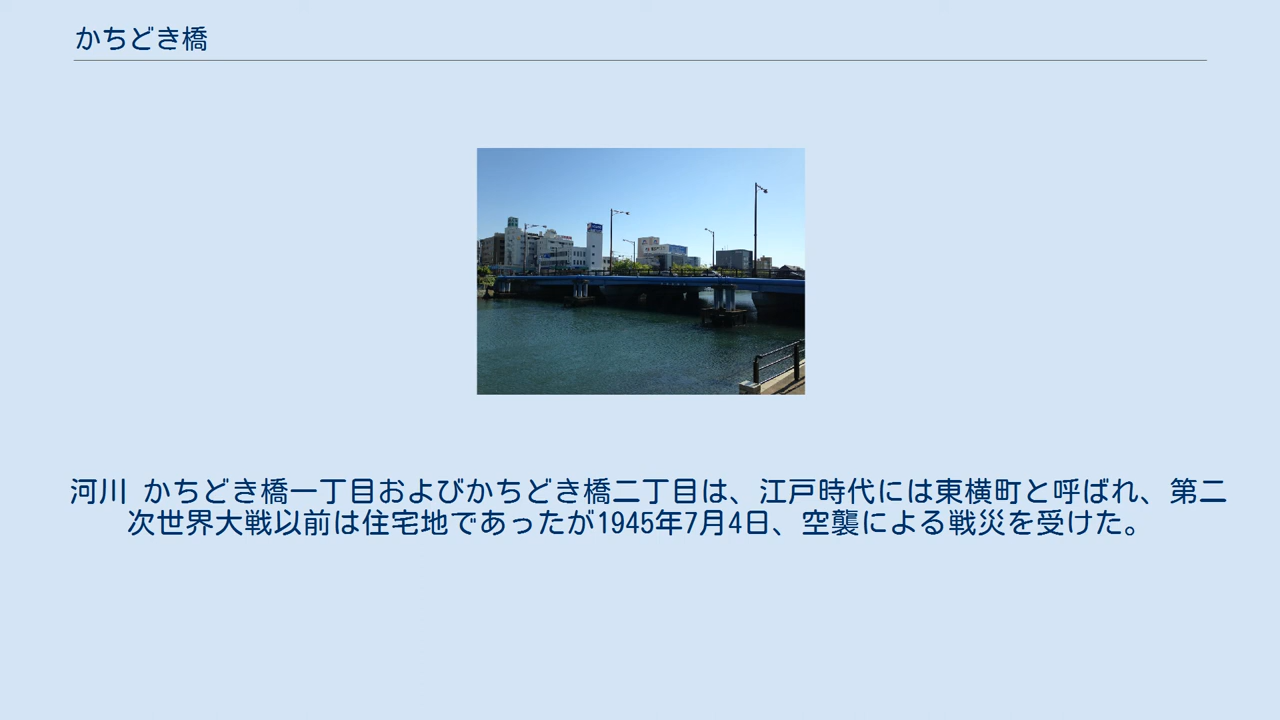 かちどき橋
河川 かちどき橋一丁目およびかちどき橋二丁目は、江戸時代には東横町と呼ばれ、第二
次世界大戦以前は住宅地であったが1945年7月4日、空襲による戦災を受けた。